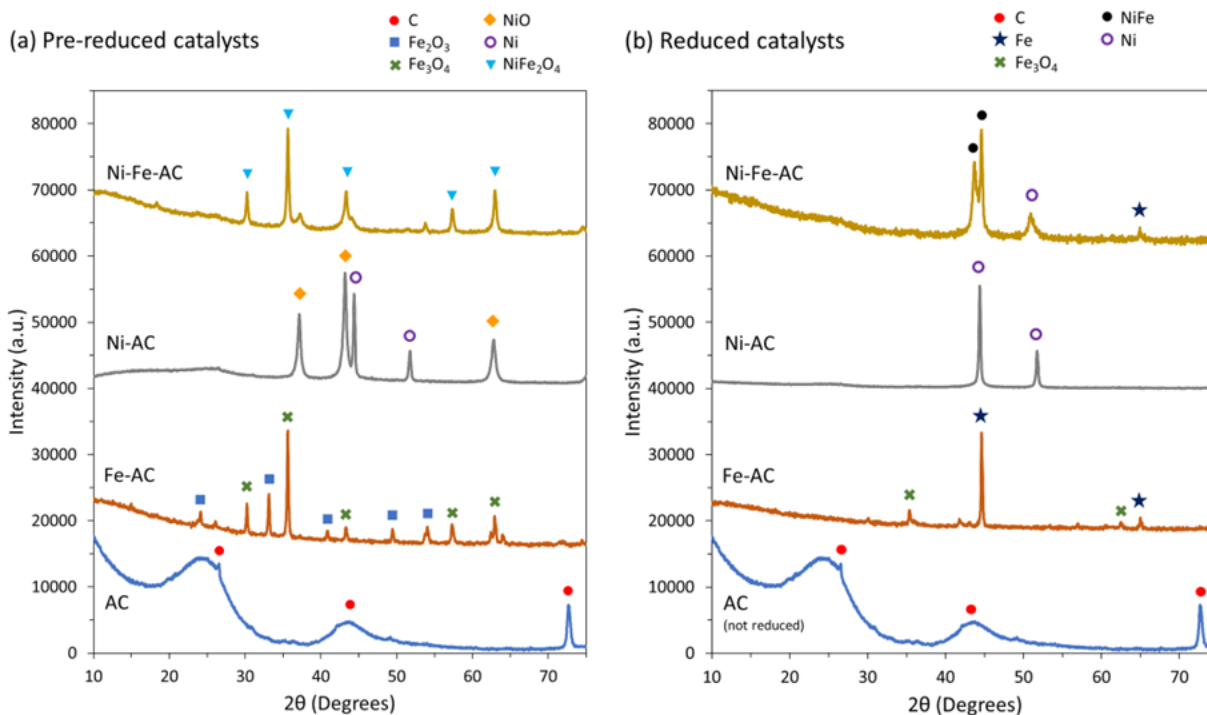 (a) Pre-reduced catalysts
C
NiO
Fe₂O₃
Ni
Fe₃O₄
NiFe₂O₄
80000
70000
60000
50000
40000
30000
20000
10000
0
Intensity (a.u.)
Ni-Fe-AC
Ni-AC
Fe-AC
AC
10
20
30
40
50
60
70
2θ (Degrees)
(b) Reduced catalysts
C
NiFe
Fe
Ni
Fe₃O₄
80000
70000
60000
50000
40000
30000
20000
10000
0
Intensity (a.u.)
Ni-Fe-AC
Ni-AC
Fe-AC
AC
(not reduced)
10
20
30
40
50
60
70
2θ (Degrees)